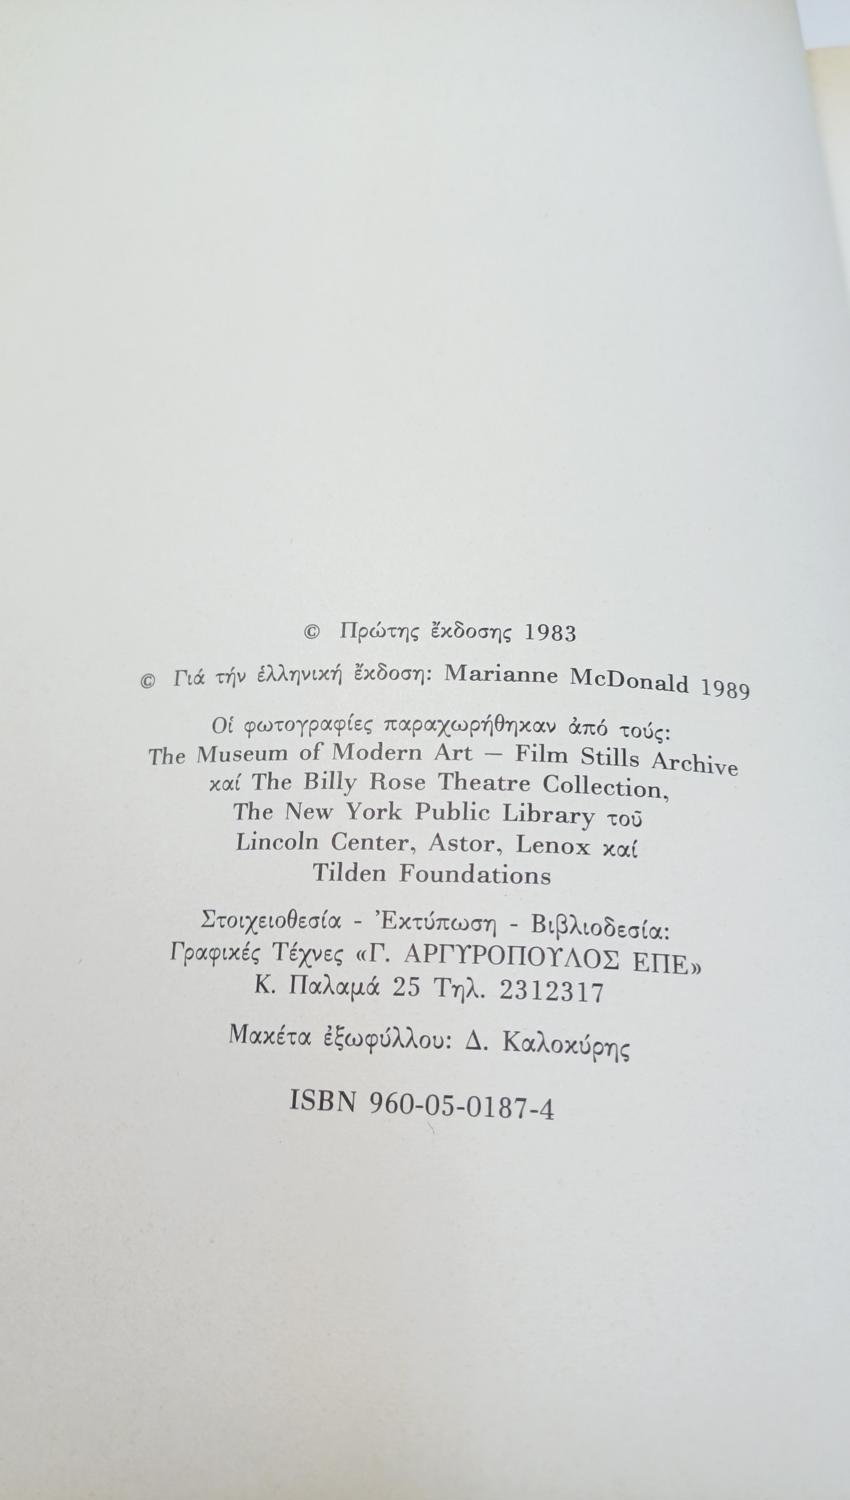 © Πρώτης ἔκδοσης 1983
© Γιά τήν ἑλληνική ἔκδοση: Marianne McDonald 1989
Οἱ φωτογραφίες παραχωρήθηκαν ἀπό τούς:
The Museum of Modern Art — Film Stills Archive
καί The Billy Rose Theatre Collection,
The New York Public Library τοῦ
Lincoln Center, Astor, Lenox καί
Tilden Foundations
Στοιχειοθεσία - Ἐκτύπωση - Βιβλιοδεσία:
Γραφικές Τέχνες «Γ. ΑΡΓΥΡΟΠΟΥΛΟΣ ΕΠΕ»
Κ. Παλαμά 25 Τηλ. 2312317
Μακέτα ἐξωφύλλου: Δ. Καλοκύρης
ISBN 960-05-0187-4